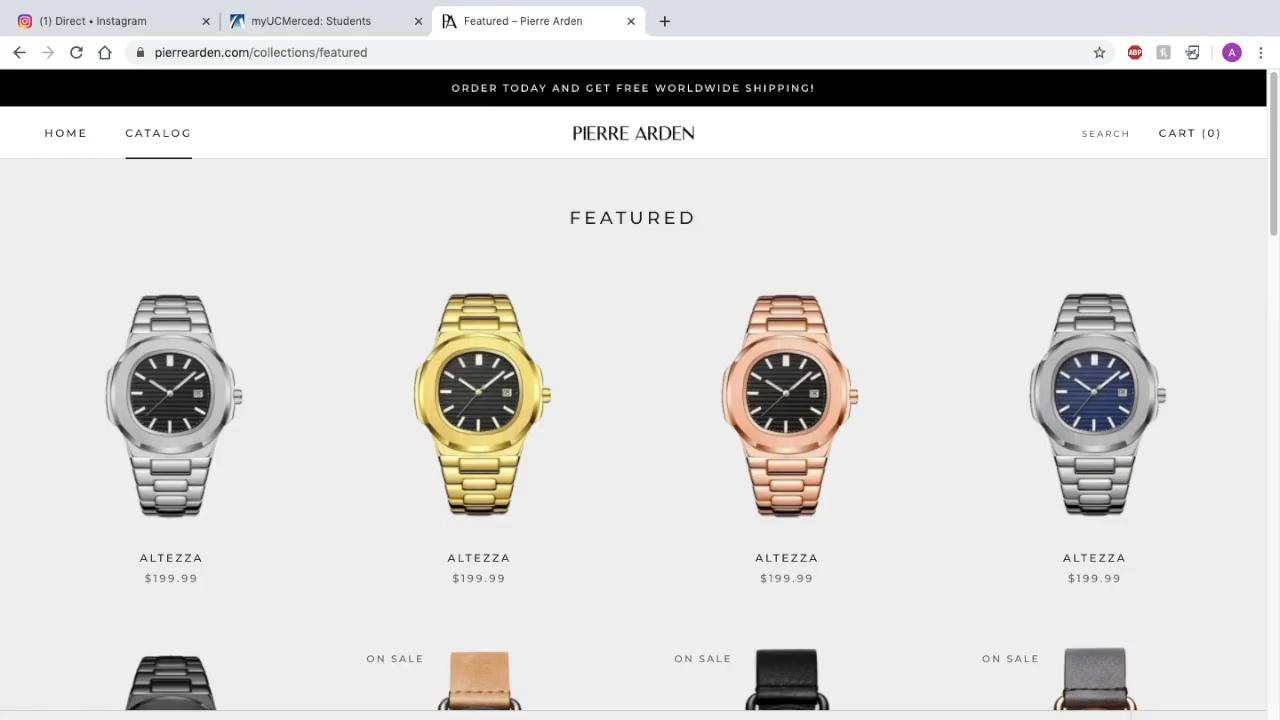 (1) Direct • Instagram
myUCMerced: Students
Featured – Pierre Arden
pierrearden.com/collections/featured
ABP
A
ORDER TODAY AND GET FREE WORLDWIDE SHIPPING!
HOME
CATALOG
PIERRE ARDEN
SEARCH
CART (0)
FEATURED
ALTEZZA
$199.99
ALTEZZA
$199.99
ALTEZZA
$199.99
ALTEZZA
$199.99
ON SALE
ON SALE
ON SALE